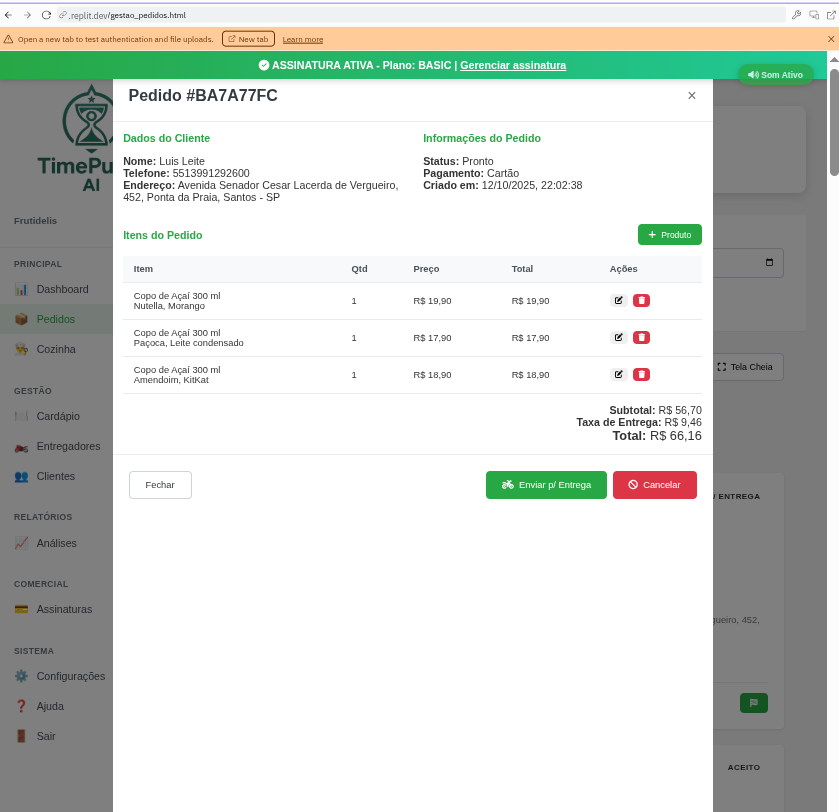 .replit.dev/gestao_pedidos.html
Open a new tab to test authentication and file uploads. New tab Learn more
ASSINATURA ATIVA - Plano: BASIC | Gerenciar assinatura
Som Ativo
TimePu
AI
Frutidelis
PRINCIPAL
Dashboard
Pedidos
Cozinha
GESTÃO
Cardápio
Entregadores
Clientes
RELATÓRIOS
Análises
COMERCIAL
Assinaturas
SISTEMA
Configurações
Ajuda
Sair
Pedido #BA7A77FC
Dados do Cliente
Nome: Luis Leite
Telefone: 5513991292600
Endereço: Avenida Senador Cesar Lacerda de Vergueiro,
452, Ponta da Praia, Santos - SP
Informações do Pedido
Status: Pronto
Pagamento: Cartão
Criado em: 12/10/2025, 22:02:38
Itens do Pedido
+ Produto
Item Qtd Preço Total Ações
Copo de Açaí 300 ml
Nutella, Morango
1 R$ 19,90 R$ 19,90
Copo de Açaí 300 ml
Paçoca, Leite condensado
1 R$ 17,90 R$ 17,90
Copo de Açaí 300 ml
Amendoim, KitKat
1 R$ 18,90 R$ 18,90
Subtotal: R$ 56,70
Taxa de Entrega: R$ 9,46
Total: R$ 66,16
Fechar
Enviar p/ Entrega
Cancelar
Tela Cheia
/ ENTREGA
gueiro, 452,
ACEITO